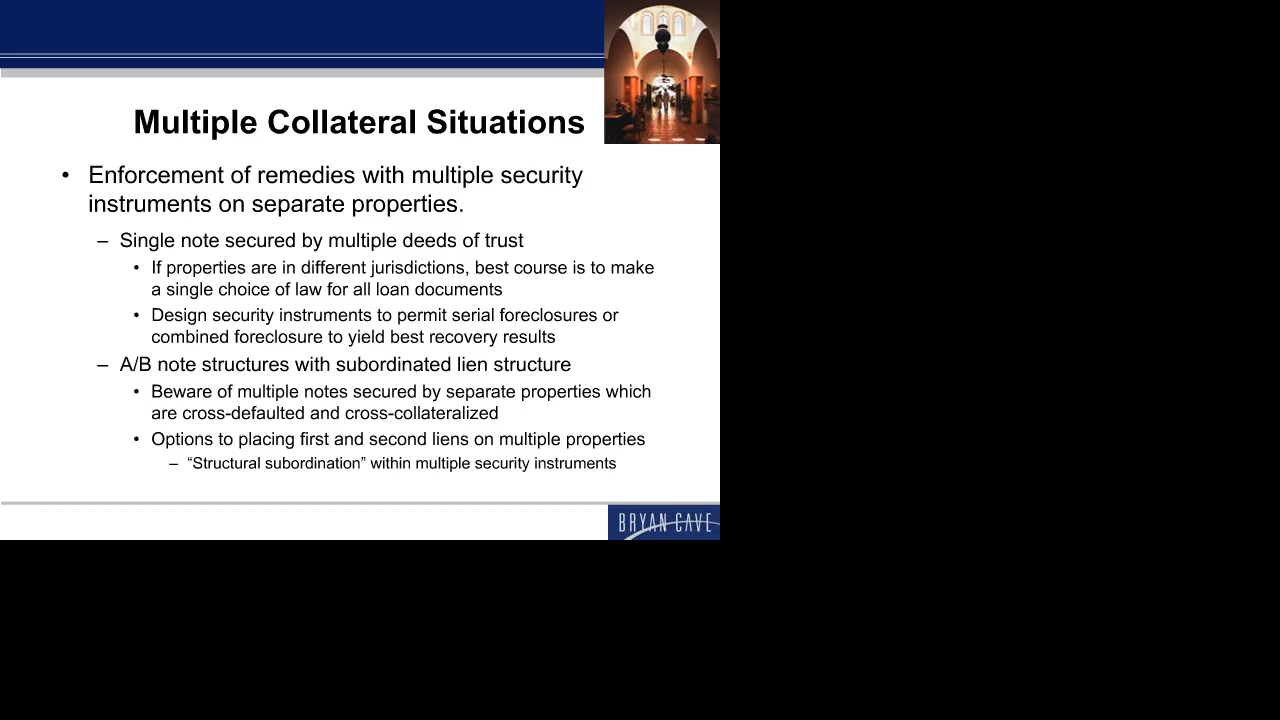 Multiple Collateral Situations
• Enforcement of remedies with multiple security
instruments on separate properties.
– Single note secured by multiple deeds of trust
• If properties are in different jurisdictions, best course is to make
a single choice of law for all loan documents
• Design security instruments to permit serial foreclosures or
combined foreclosure to yield best recovery results
– A/B note structures with subordinated lien structure
• Beware of multiple notes secured by separate properties which
are cross-defaulted and cross-collateralized
• Options to placing first and second liens on multiple properties
– “Structural subordination” within multiple security instruments
BRYAN CAVE